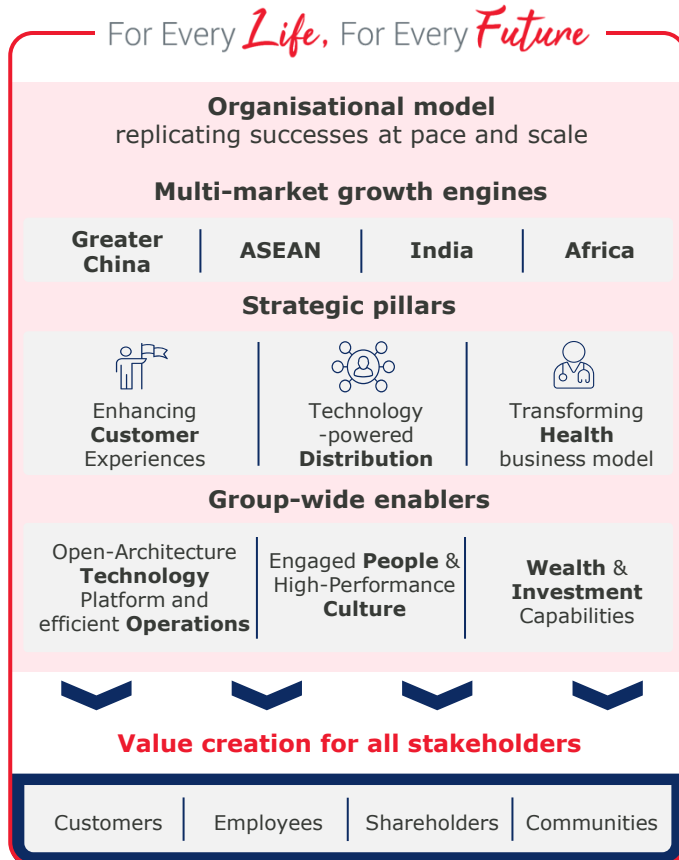 For Every Life, For Every Future
Organisational model
replicating successes at pace and scale
Multi-market growth engines
Greater
China
ASEAN
India
Africa
Strategic pillars
Enhancing
Customer
Experiences
Technology
-powered
Distribution
Transforming
Health
business model
Group-wide enablers
Open-Architecture
Technology
Platform and
efficient Operations
Engaged People &
High-Performance
Culture
Wealth &
Investment
Capabilities
Value creation for all stakeholders
Customers
Employees
Shareholders
Communities